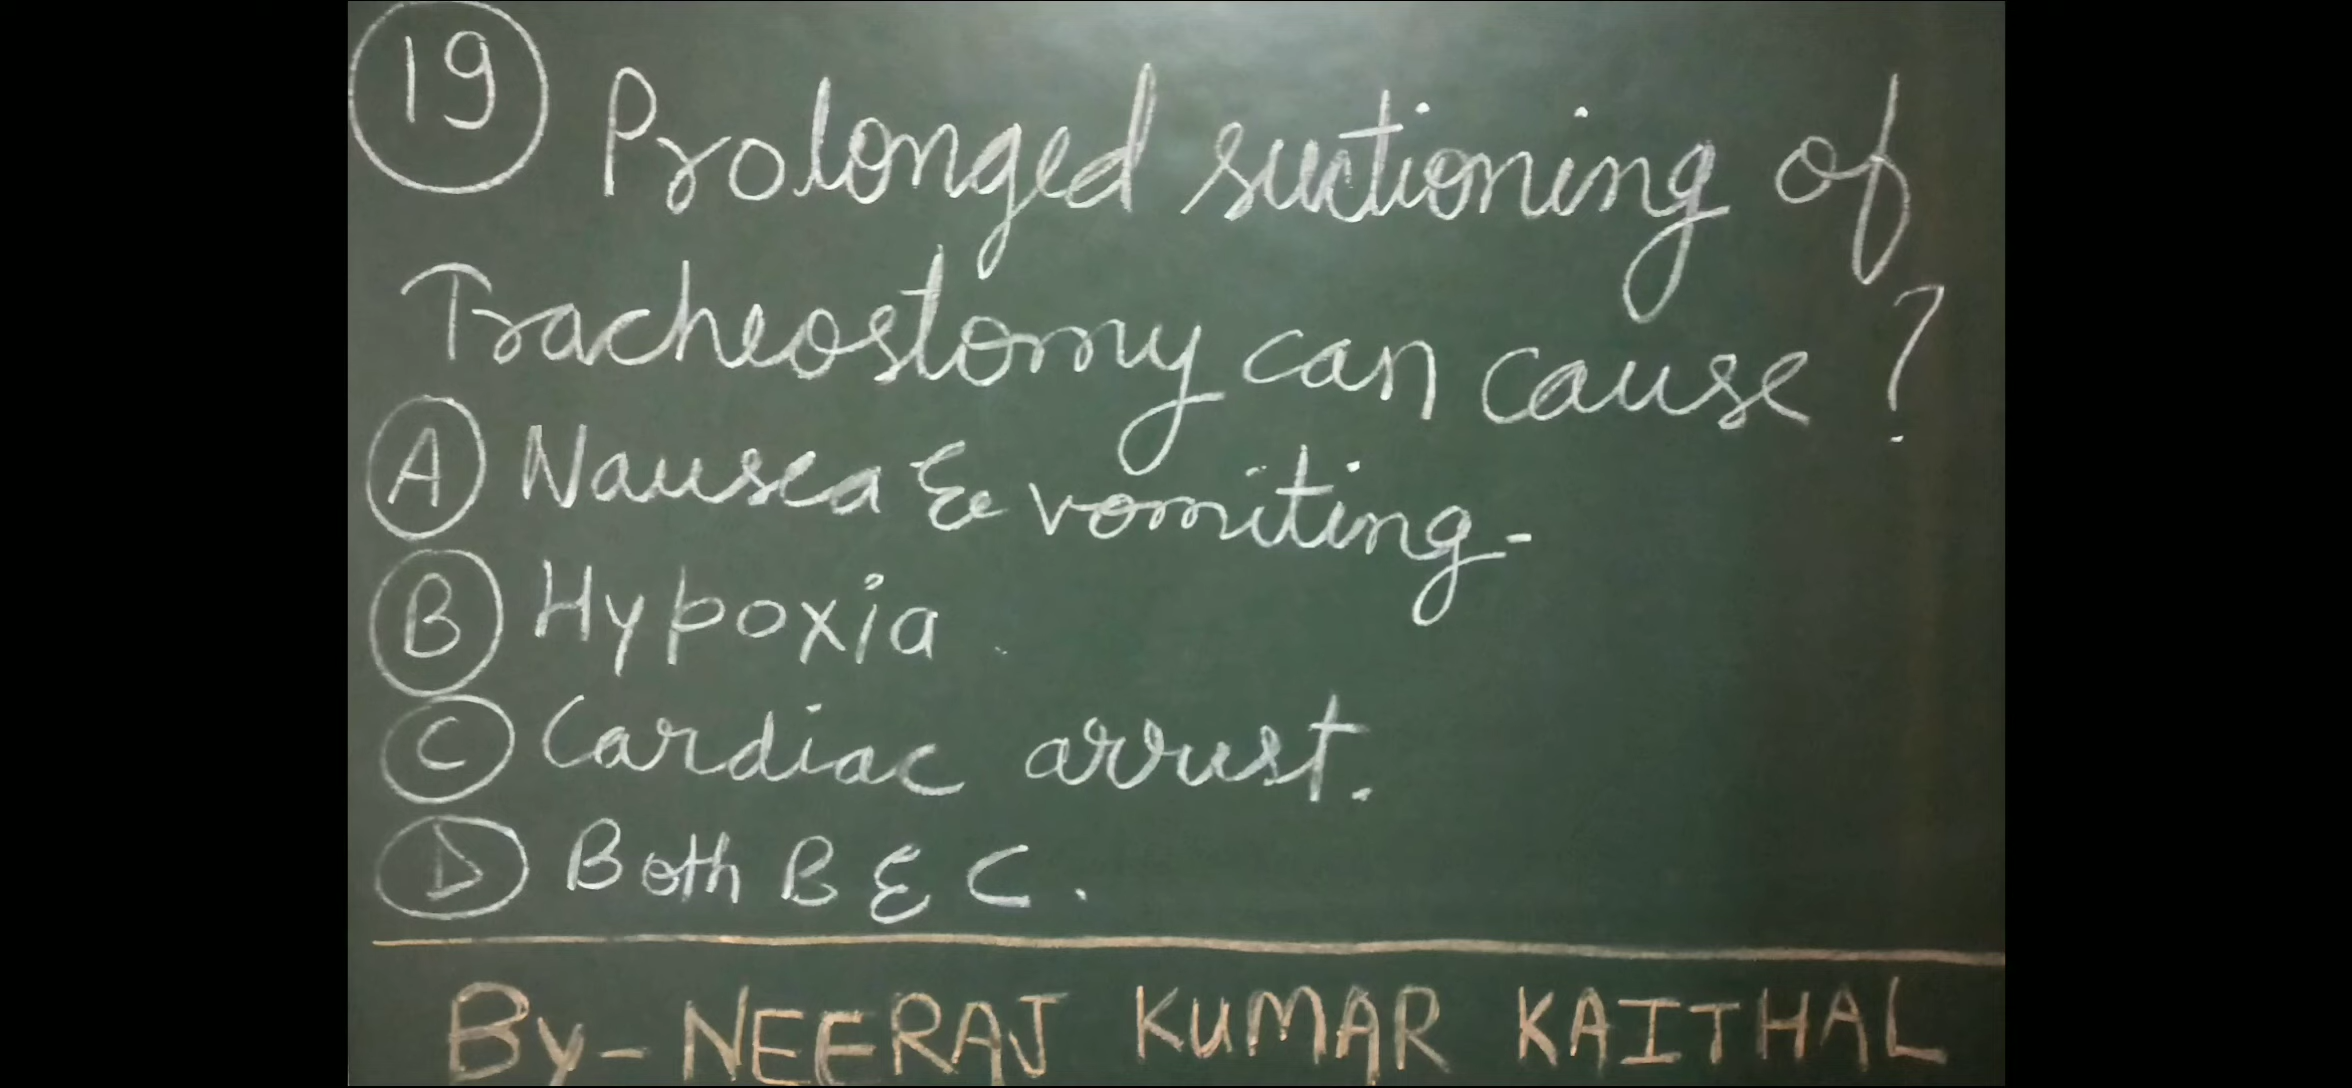 19 Prolonged suctioning of
Tracheostomy can cause?
A Nausea & vomiting-
B Hypoxia.
C Cardiac arrest.
D Both B & C.
By-NEERAJ KUMAR KAITHAL